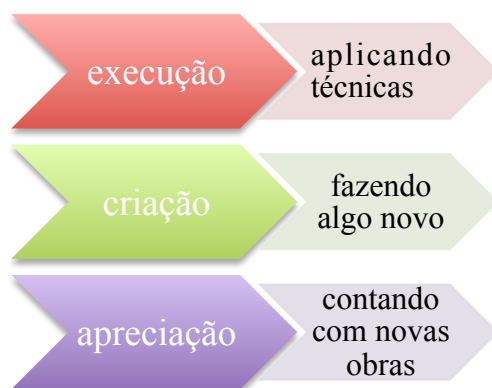 execução
aplicando
técnicas
criação
fazendo
algo novo
apreciação
contando
com novas
obras